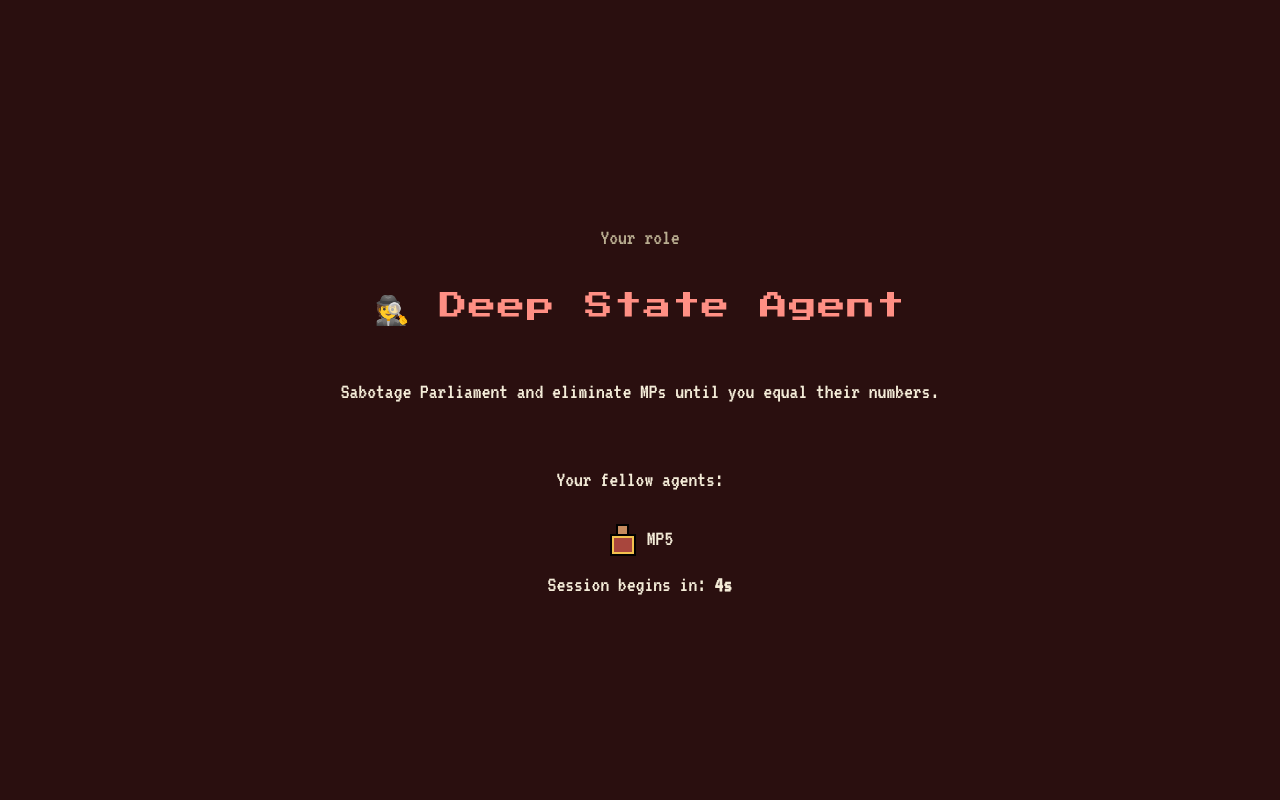 Your role
Deep State Agent
Sabotage Parliament and eliminate MPs until you equal their numbers.
Your fellow agents:
MP5
Session begins in: 4s